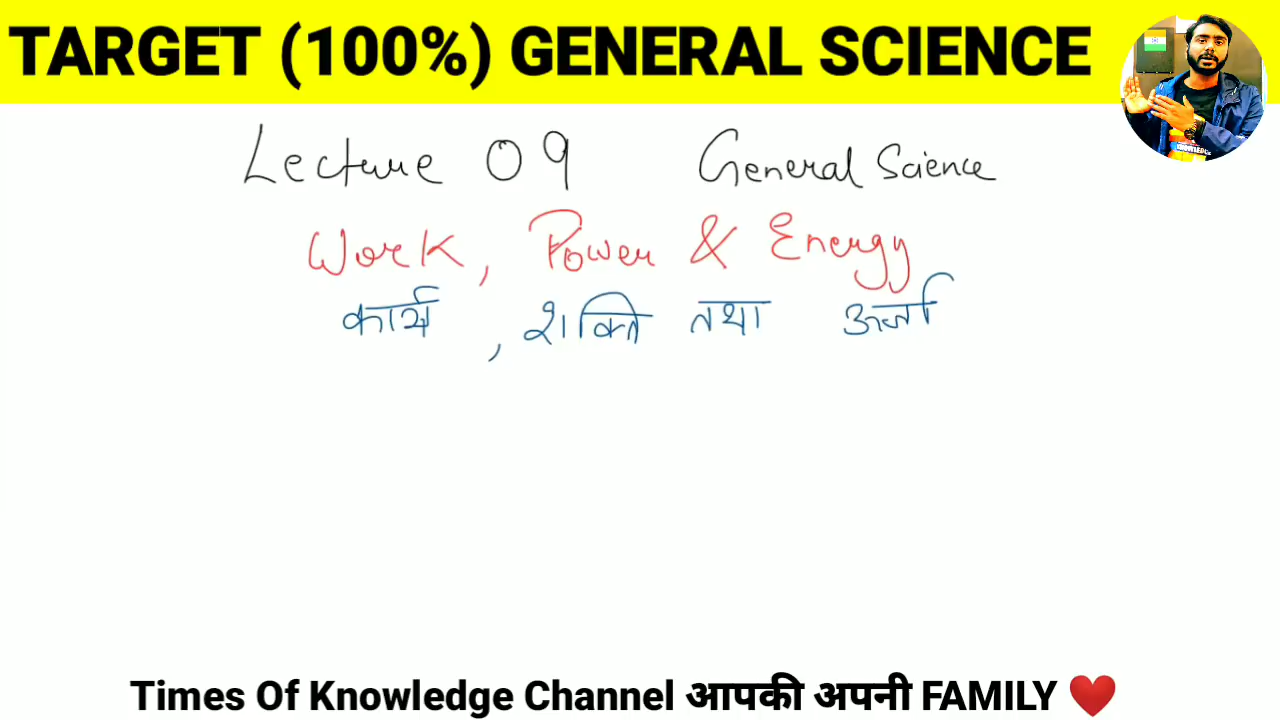 TARGET (100%) GENERAL SCIENCE
Lecture 09 General Science
Work, Power & Energy
कार्य , शक्ति तथा ऊर्जा
Times Of Knowledge Channel आपकी अपनी FAMILY ❤️